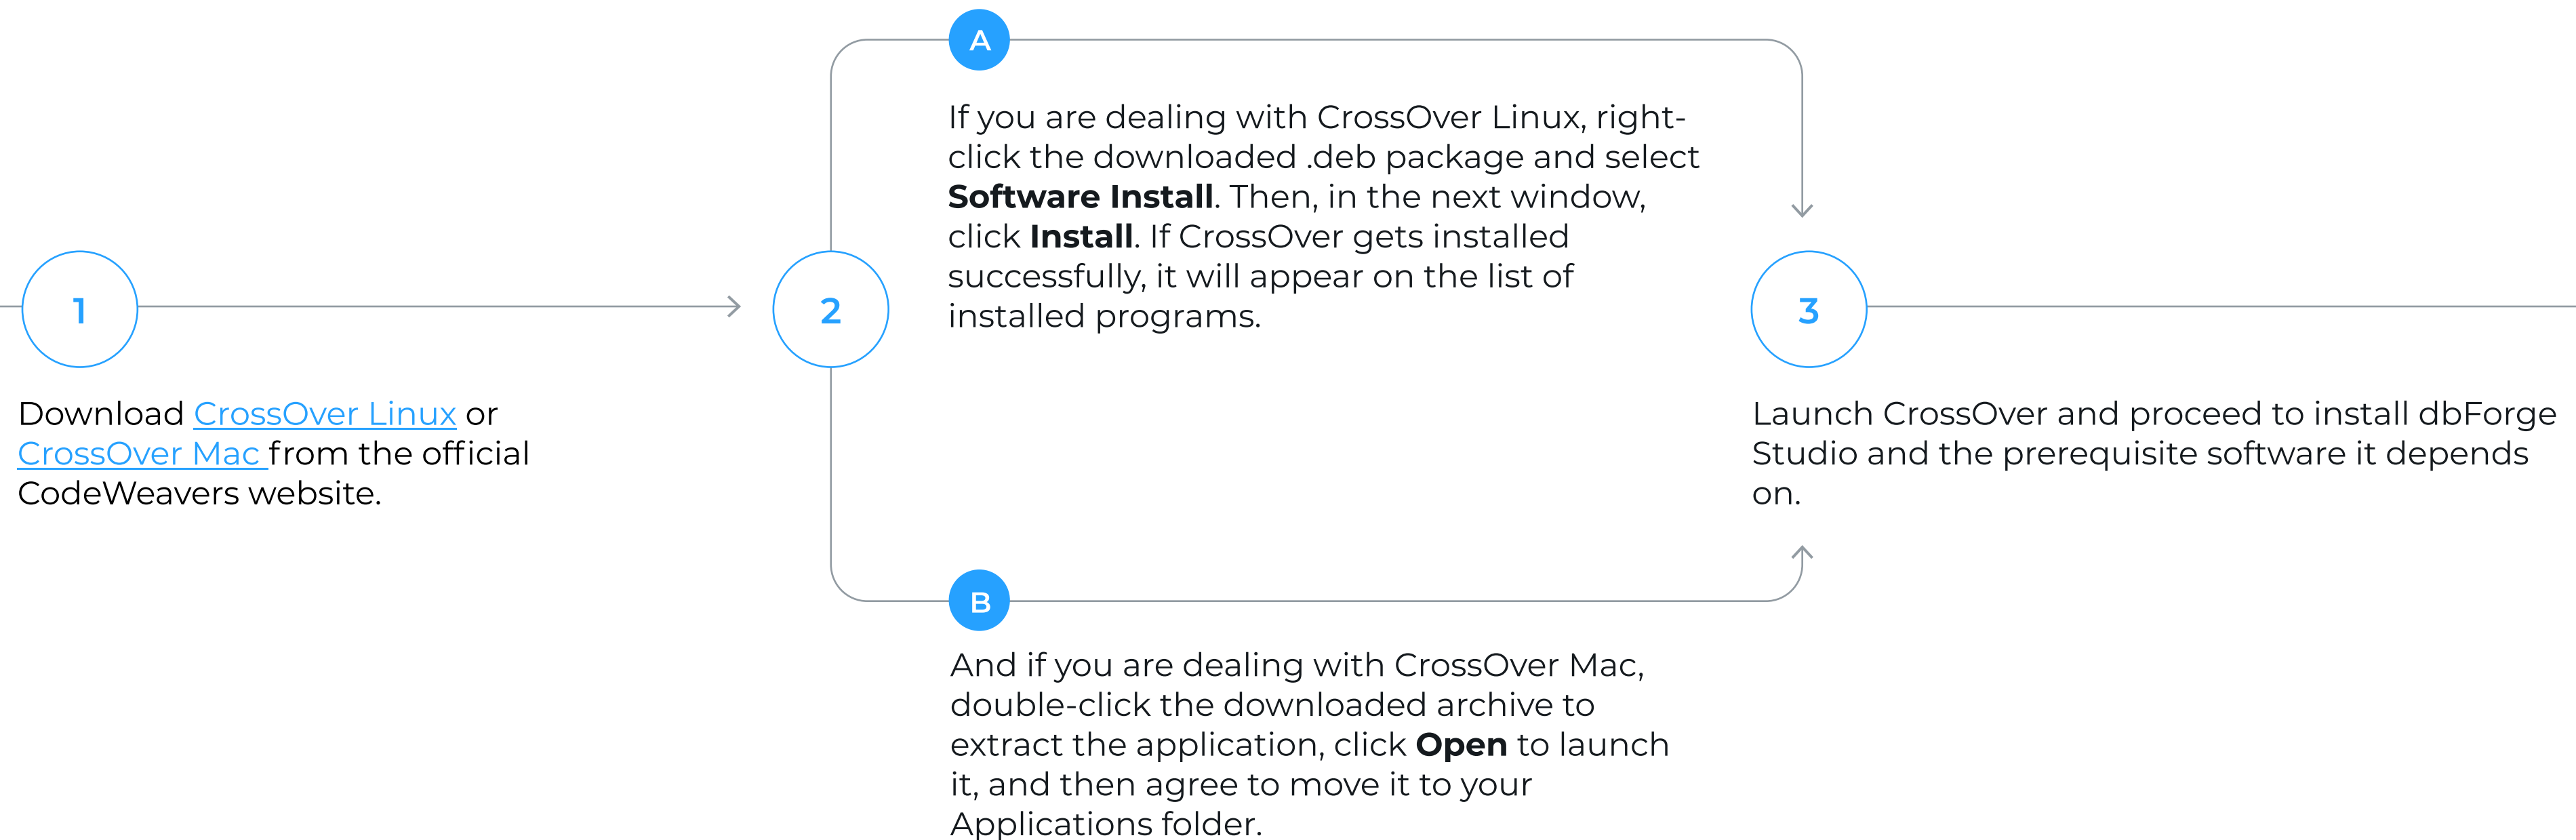 1
Download CrossOver Linux or
CrossOver Mac from the official
CodeWeavers website.
2
A
If you are dealing with CrossOver Linux, right-
click the downloaded .deb package and select
Software Install. Then, in the next window,
click Install. If CrossOver gets installed
successfully, it will appear on the list of
installed programs.
B
And if you are dealing with CrossOver Mac,
double-click the downloaded archive to
extract the application, click Open to launch
it, and then agree to move it to your
Applications folder.
3
Launch CrossOver and proceed to install dbForge
Studio and the prerequisite software it depends
on.